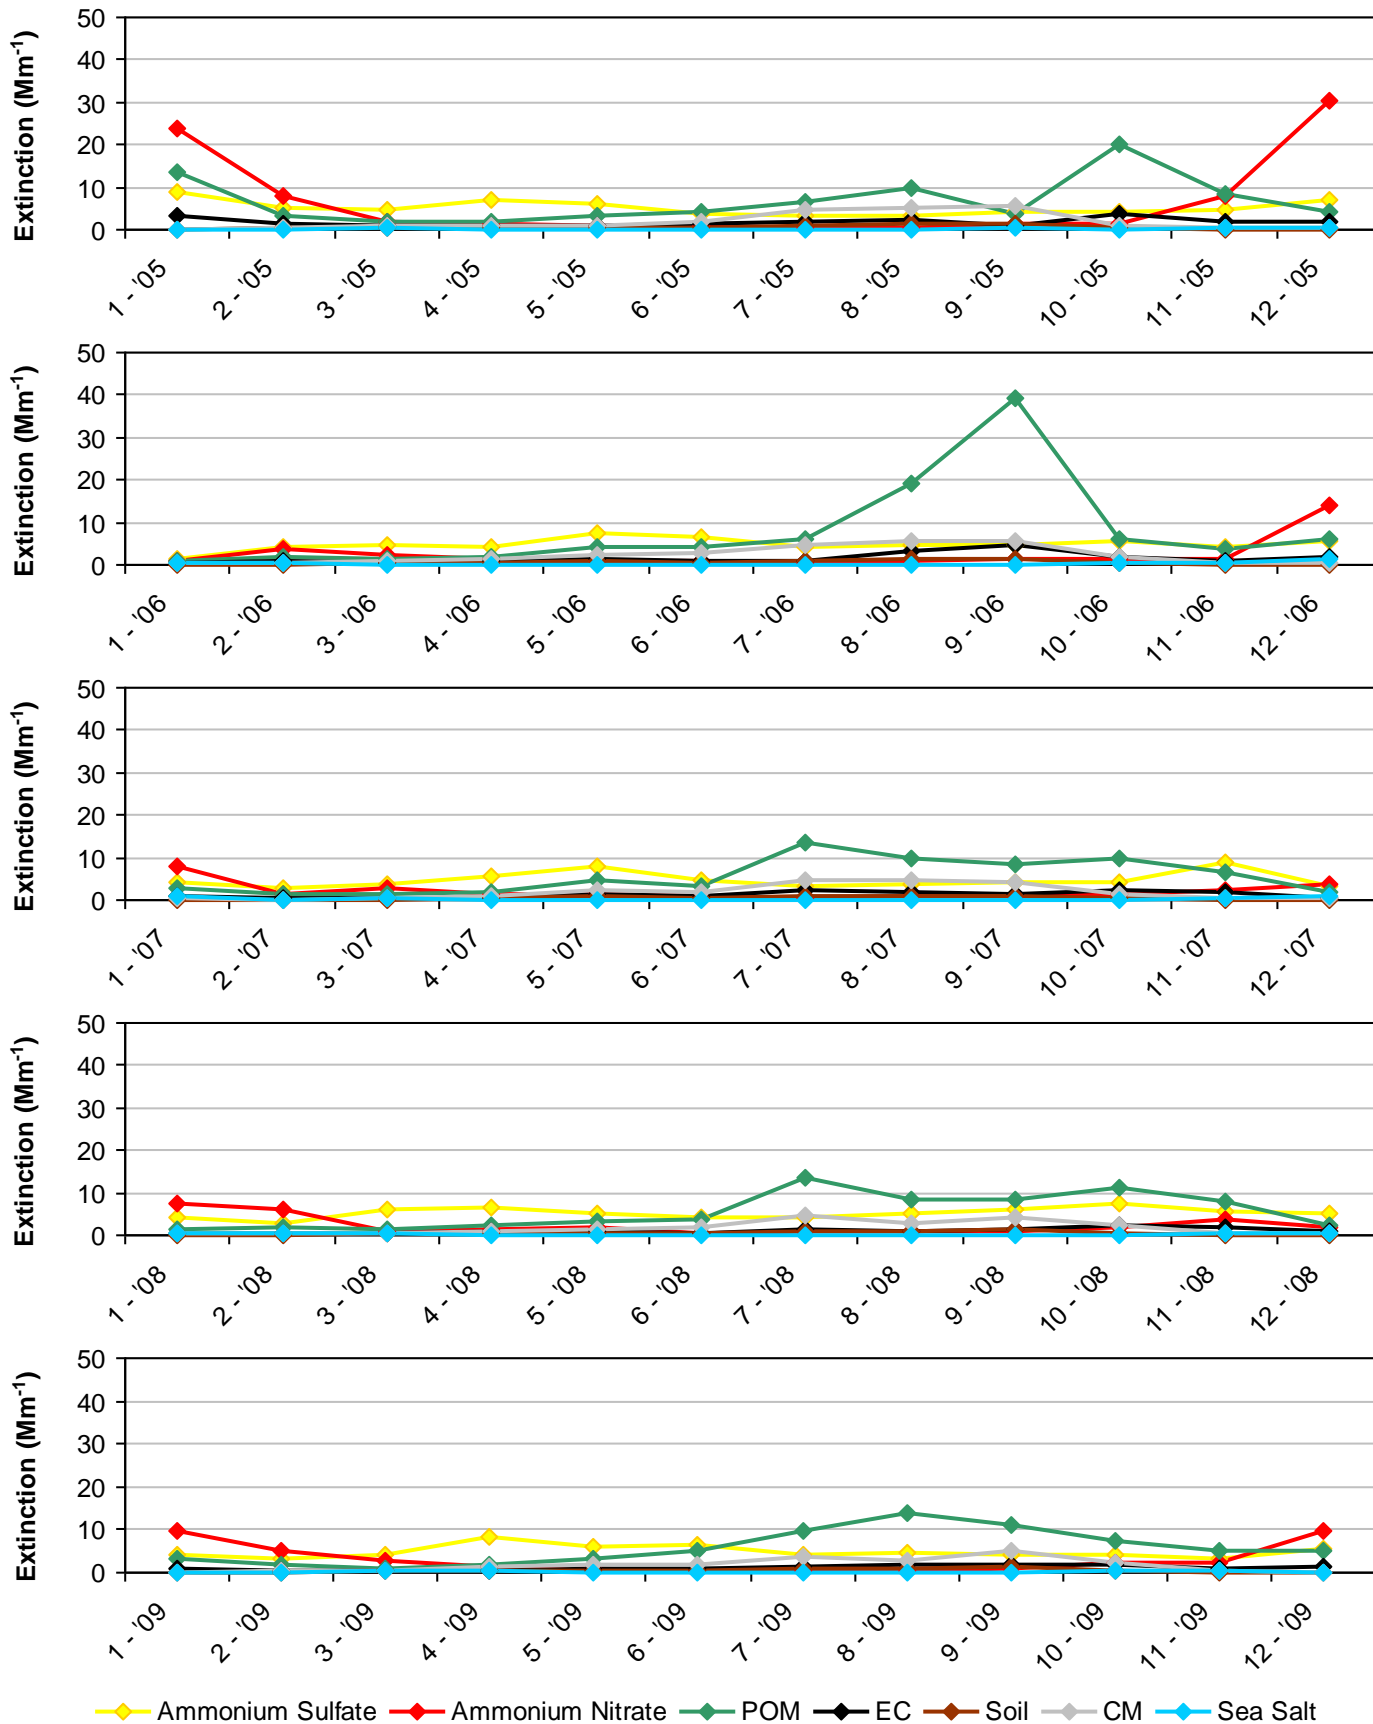 Extinction (Mm-1)
50
40
30
20
10
0
1 - '05 2 - '05 3 - '05 4 - '05 5 - '05 6 - '05 7 - '05 8 - '05 9 - '05 10 - '05 11 - '05 12 - '05
Extinction (Mm-1)
50
40
30
20
10
0
1 - '06 2 - '06 3 - '06 4 - '06 5 - '06 6 - '06 7 - '06 8 - '06 9 - '06 10 - '06 11 - '06 12 - '06
Extinction (Mm-1)
50
40
30
20
10
0
1 - '07 2 - '07 3 - '07 4 - '07 5 - '07 6 - '07 7 - '07 8 - '07 9 - '07 10 - '07 11 - '07 12 - '07
Extinction (Mm-1)
50
40
30
20
10
0
1 - '08 2 - '08 3 - '08 4 - '08 5 - '08 6 - '08 7 - '08 8 - '08 9 - '08 10 - '08 11 - '08 12 - '08
Extinction (Mm-1)
50
40
30
20
10
0
1 - '09 2 - '09 3 - '09 4 - '09 5 - '09 6 - '09 7 - '09 8 - '09 9 - '09 10 - '09 11 - '09 12 - '09
Ammonium Sulfate Ammonium Nitrate POM EC Soil CM Sea Salt